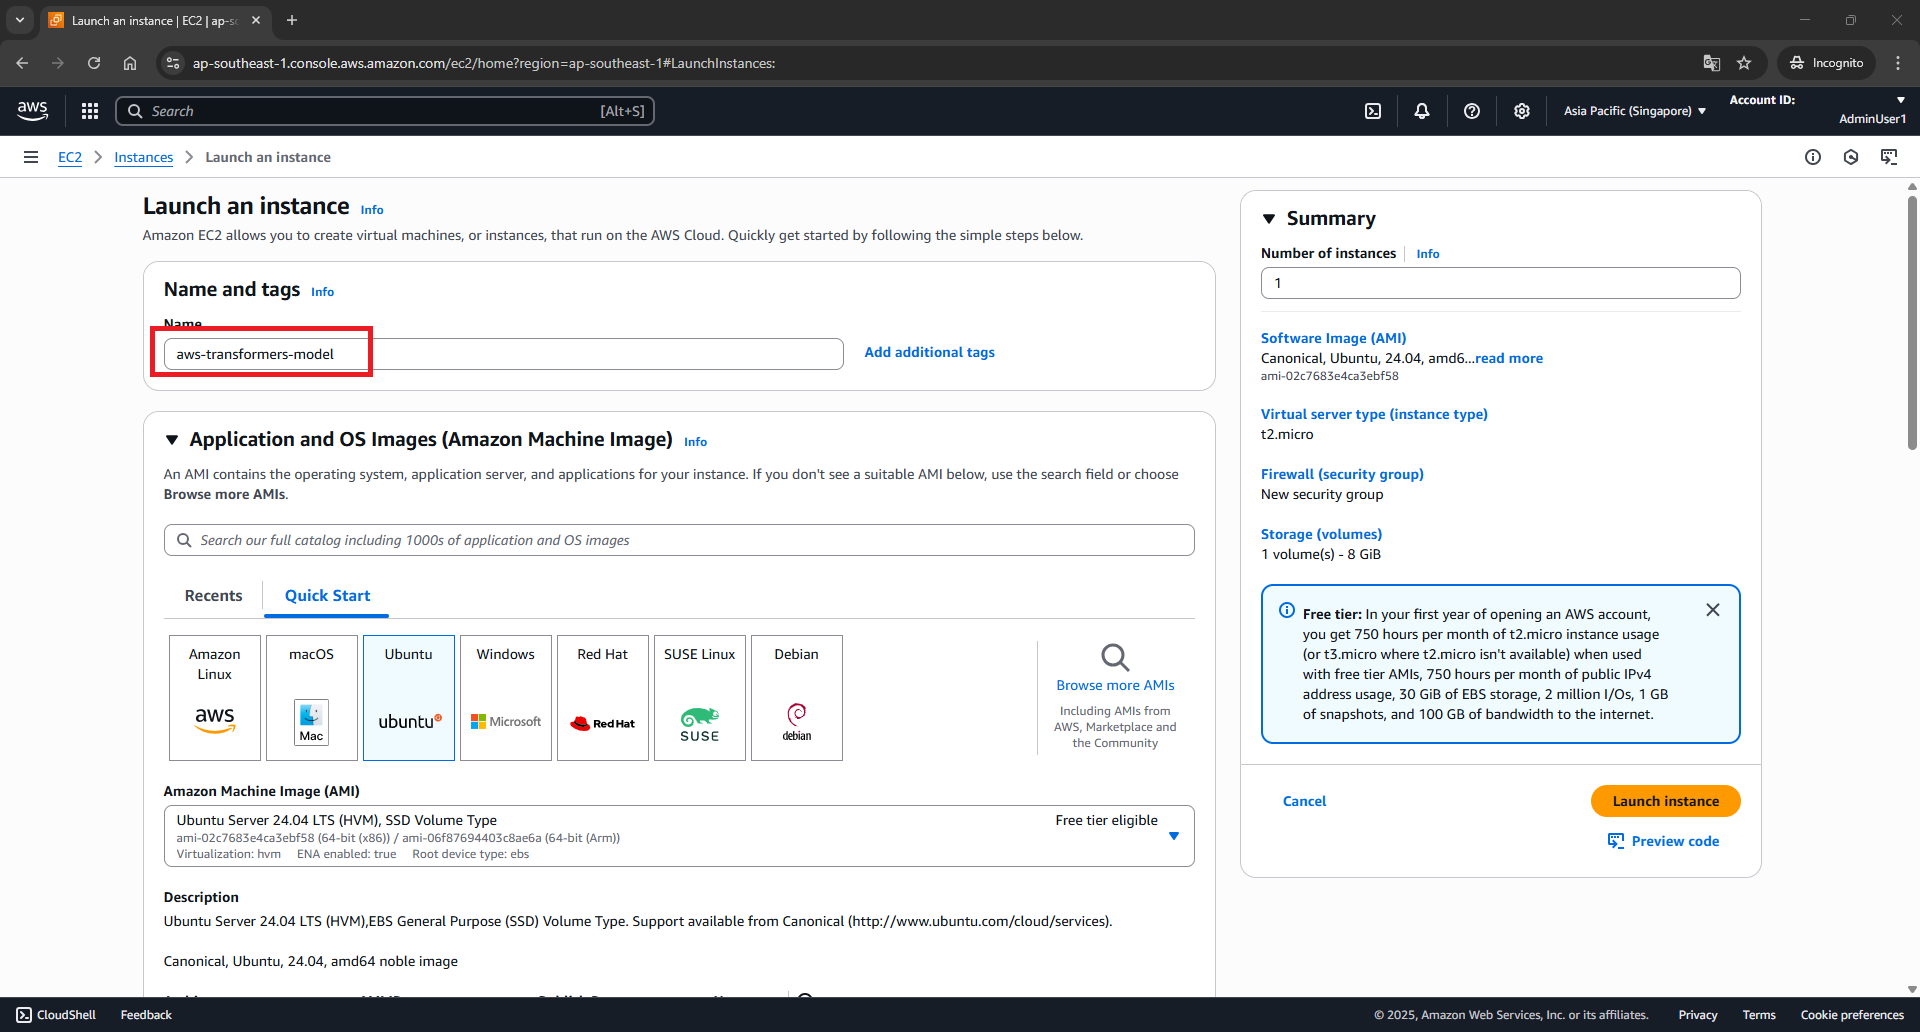 Launch an instance | EC2 | ap-sc
ap-southeast-1.console.aws.amazon.com/ec2/home?region=ap-southeast-1#LaunchInstances:
Incognito
aws
Search
[Alt+S]
Asia Pacific (Singapore)
Account ID:
AdminUser1
EC2
Instances
Launch an instance
Launch an instance Info
Amazon EC2 allows you to create virtual machines, or instances, that run on the AWS Cloud. Quickly get started by following the simple steps below.
Name and tags Info
Name
aws-transformers-model
Add additional tags
Application and OS Images (Amazon Machine Image) Info
An AMI contains the operating system, application server, and applications for your instance. If you don't see a suitable AMI below, use the search field or choose
Browse more AMIs.
Search our full catalog including 1000s of application and OS images
Recents
Quick Start
Amazon
Linux
aws
macOS
Mac
Ubuntu
ubuntu
Windows
Microsoft
Red Hat
Red Hat
SUSE Linux
SUSE
Debian
debian
Browse more AMIs
Including AMIs from
AWS, Marketplace and
the Community
Amazon Machine Image (AMI)
Ubuntu Server 24.04 LTS (HVM), SSD Volume Type
Free tier eligible
ami-02c7683e4ca3ebf58 (64-bit (x86)) / ami-06f87694403c8ae6a (64-bit (Arm))
Virtualization: hvm ENA enabled: true Root device type: ebs
Description
Ubuntu Server 24.04 LTS (HVM),EBS General Purpose (SSD) Volume Type. Support available from Canonical (http://www.ubuntu.com/cloud/services).
Canonical, Ubuntu, 24.04, amd64 noble image
Summary
Number of instances Info
1
Software Image (AMI)
Canonical, Ubuntu, 24.04, amd6...read more
ami-02c7683e4ca3ebf58
Virtual server type (instance type)
t2.micro
Firewall (security group)
New security group
Storage (volumes)
1 volume(s) - 8 GiB
Free tier: In your first year of opening an AWS account,
you get 750 hours per month of t2.micro instance usage
(or t3.micro where t2.micro isn't available) when used
with free tier AMIs, 750 hours per month of public IPv4
address usage, 30 GiB of EBS storage, 2 million I/Os, 1 GB
of snapshots, and 100 GB of bandwidth to the internet.
Cancel
Launch instance
Preview code
CloudShell
Feedback
© 2025, Amazon Web Services, Inc. or its affiliates.
Privacy
Terms
Cookie preferences